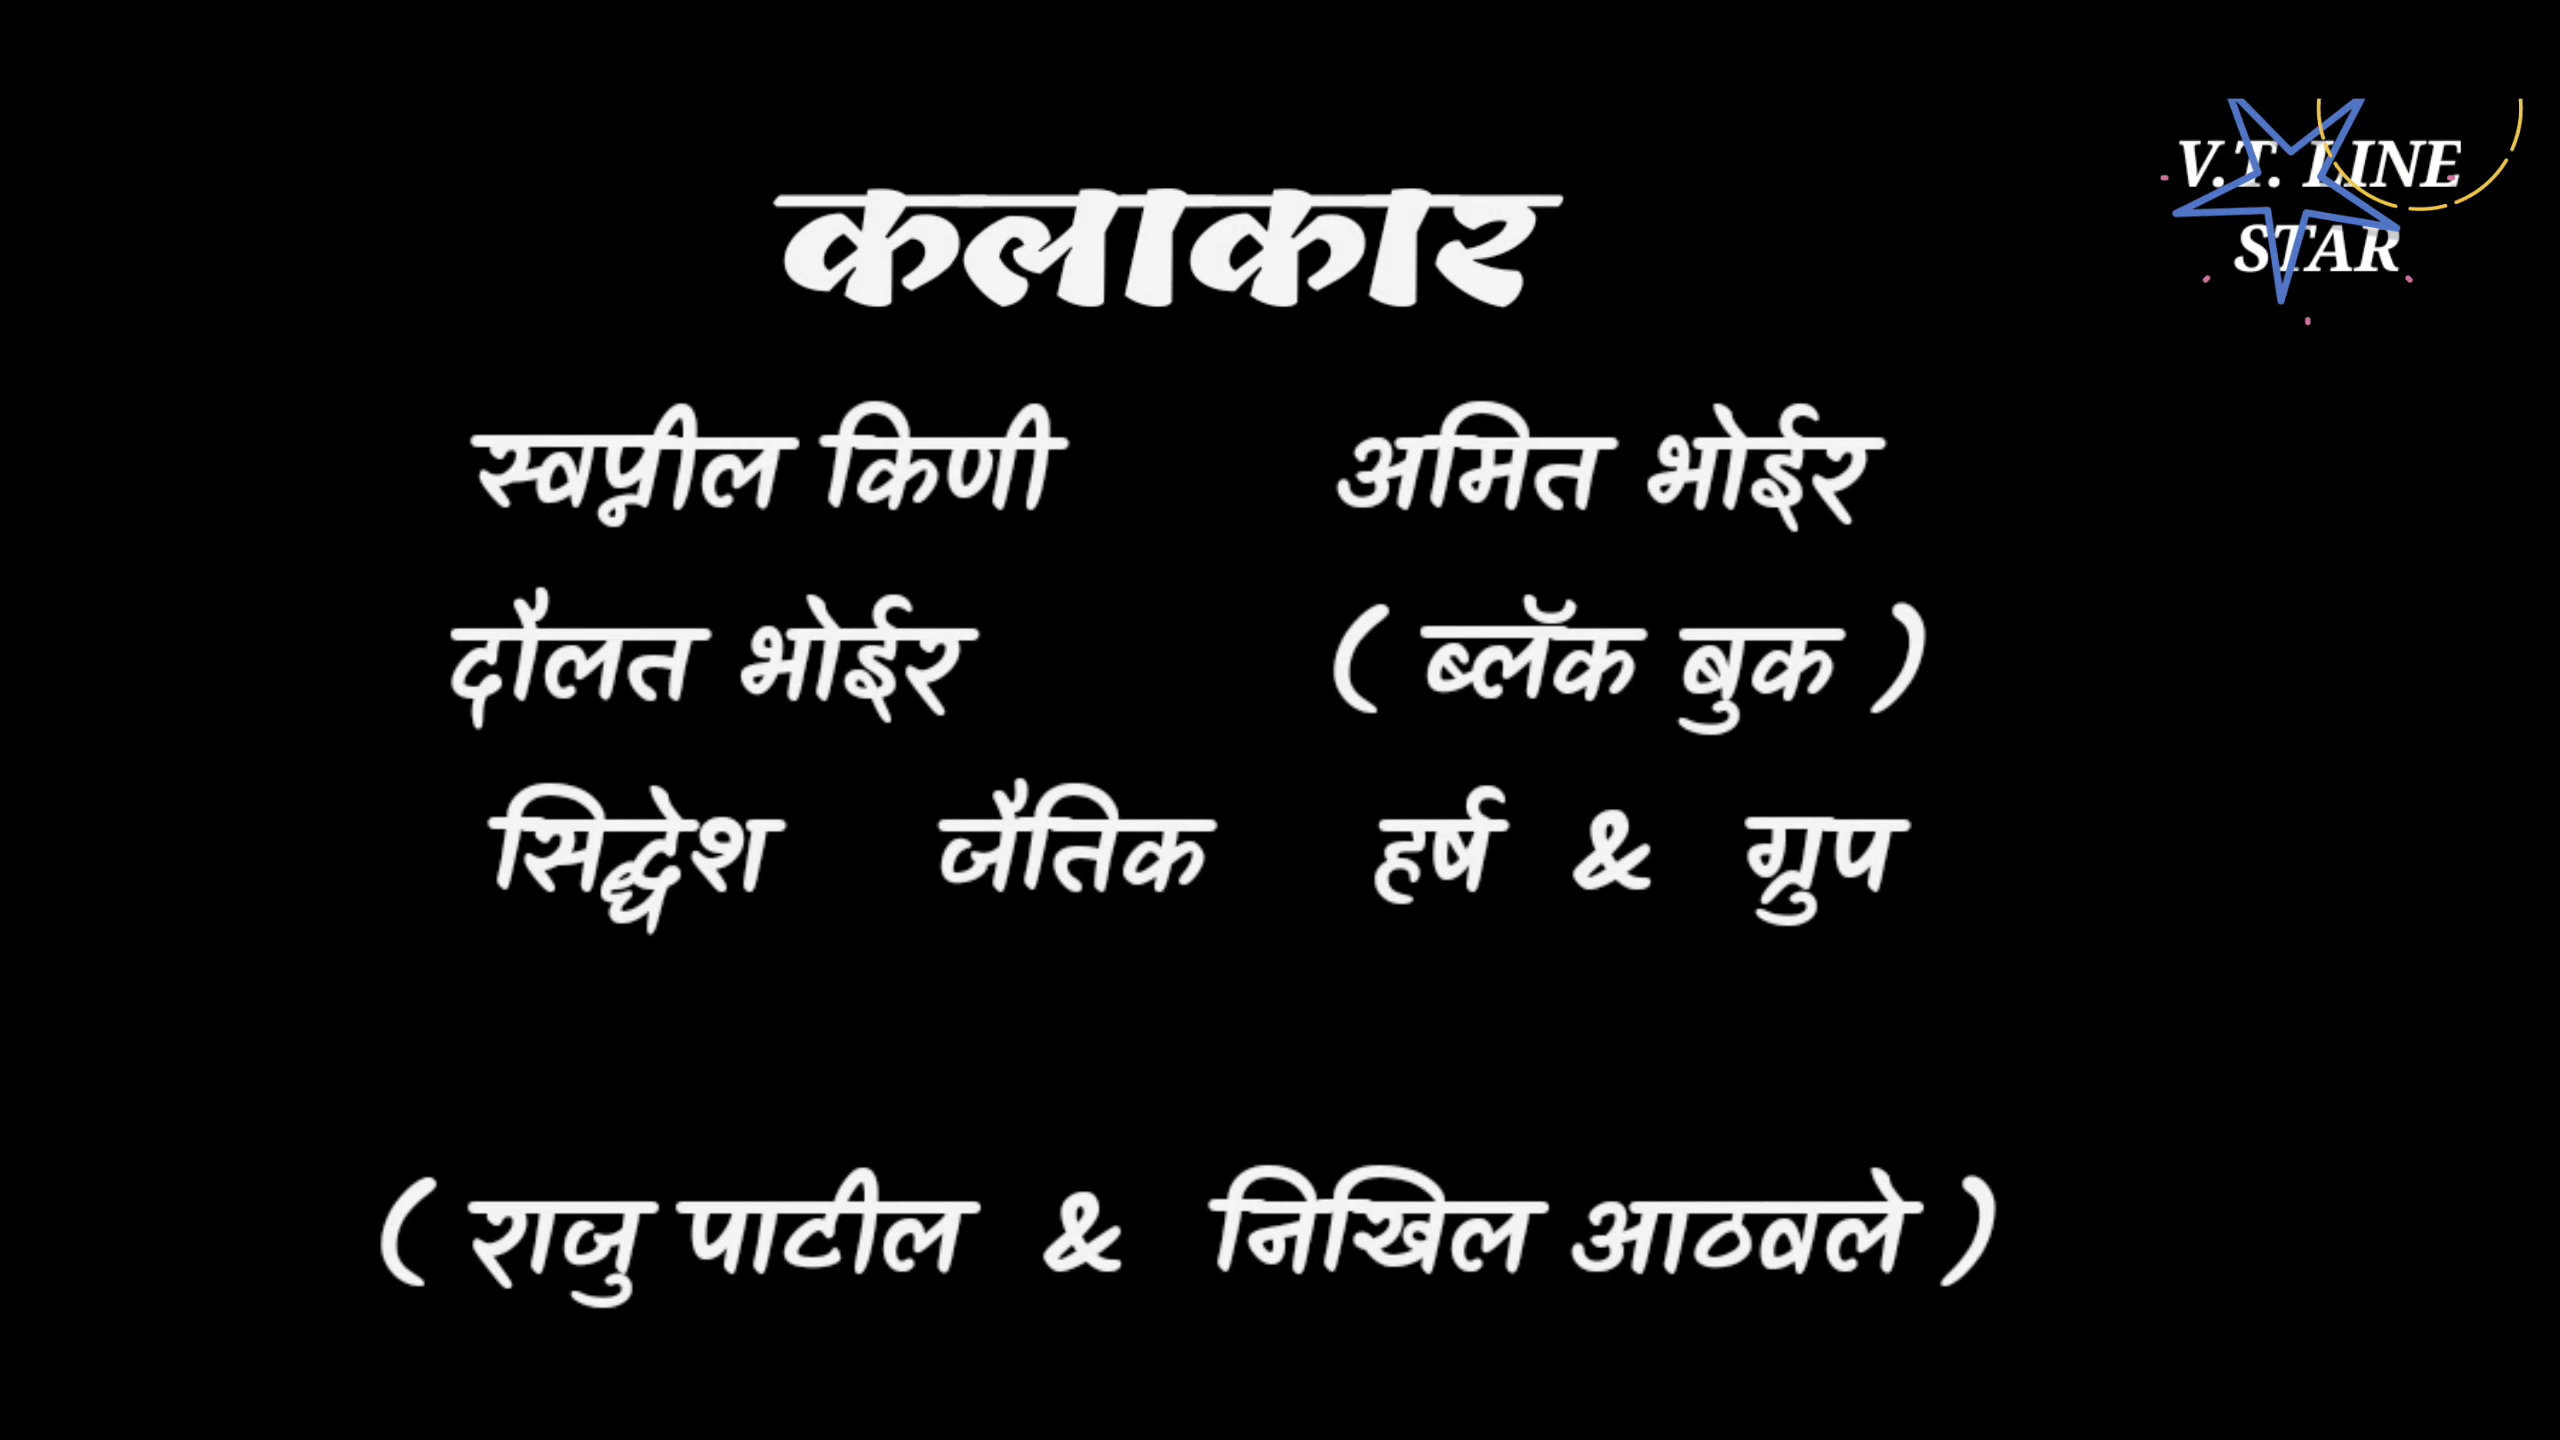 V.T. LINE
STAR
कलाकार
स्वप्नील किणी अमित भोईर
दौलत भोईर ( ब्लॅक बुक )
सिद्धेश जैतिक हर्ष & ग्रुप
( राजु पाटील & निखिल आठवले )